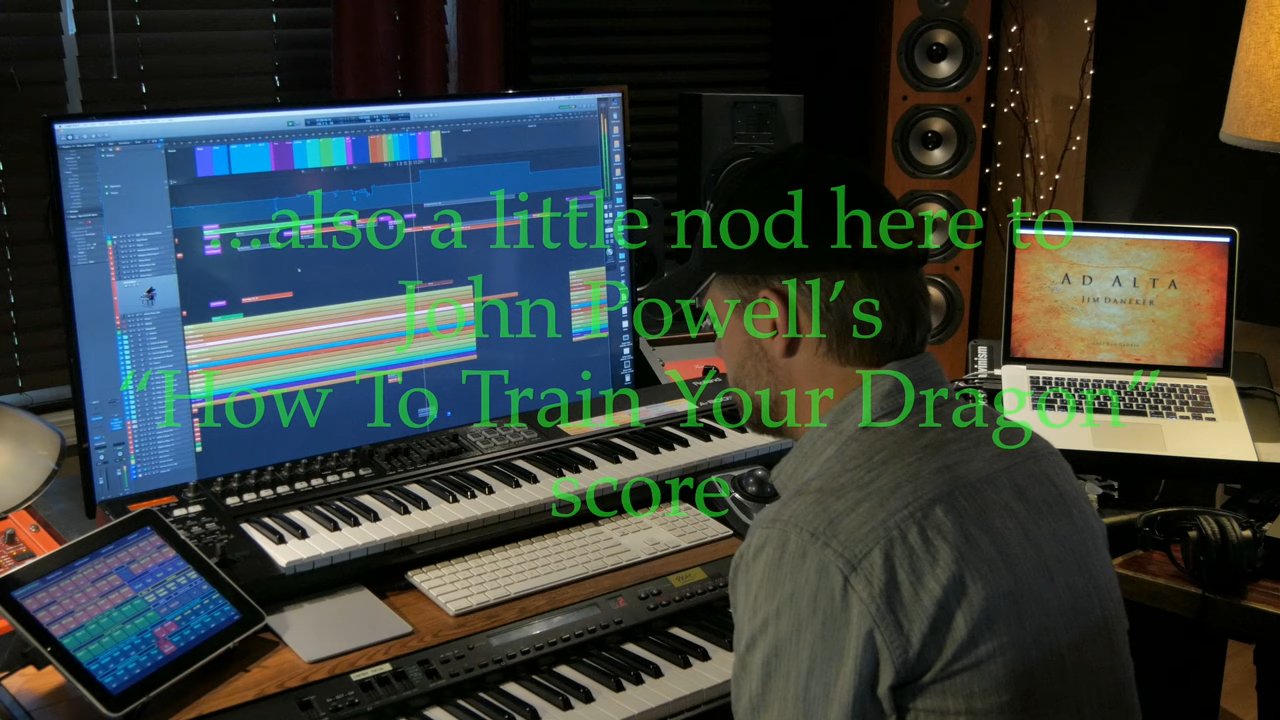 ...also a little nod here to
John Powell’s
“How To Train Your Dragon”
score
AD ALTA
JIM DANEKER